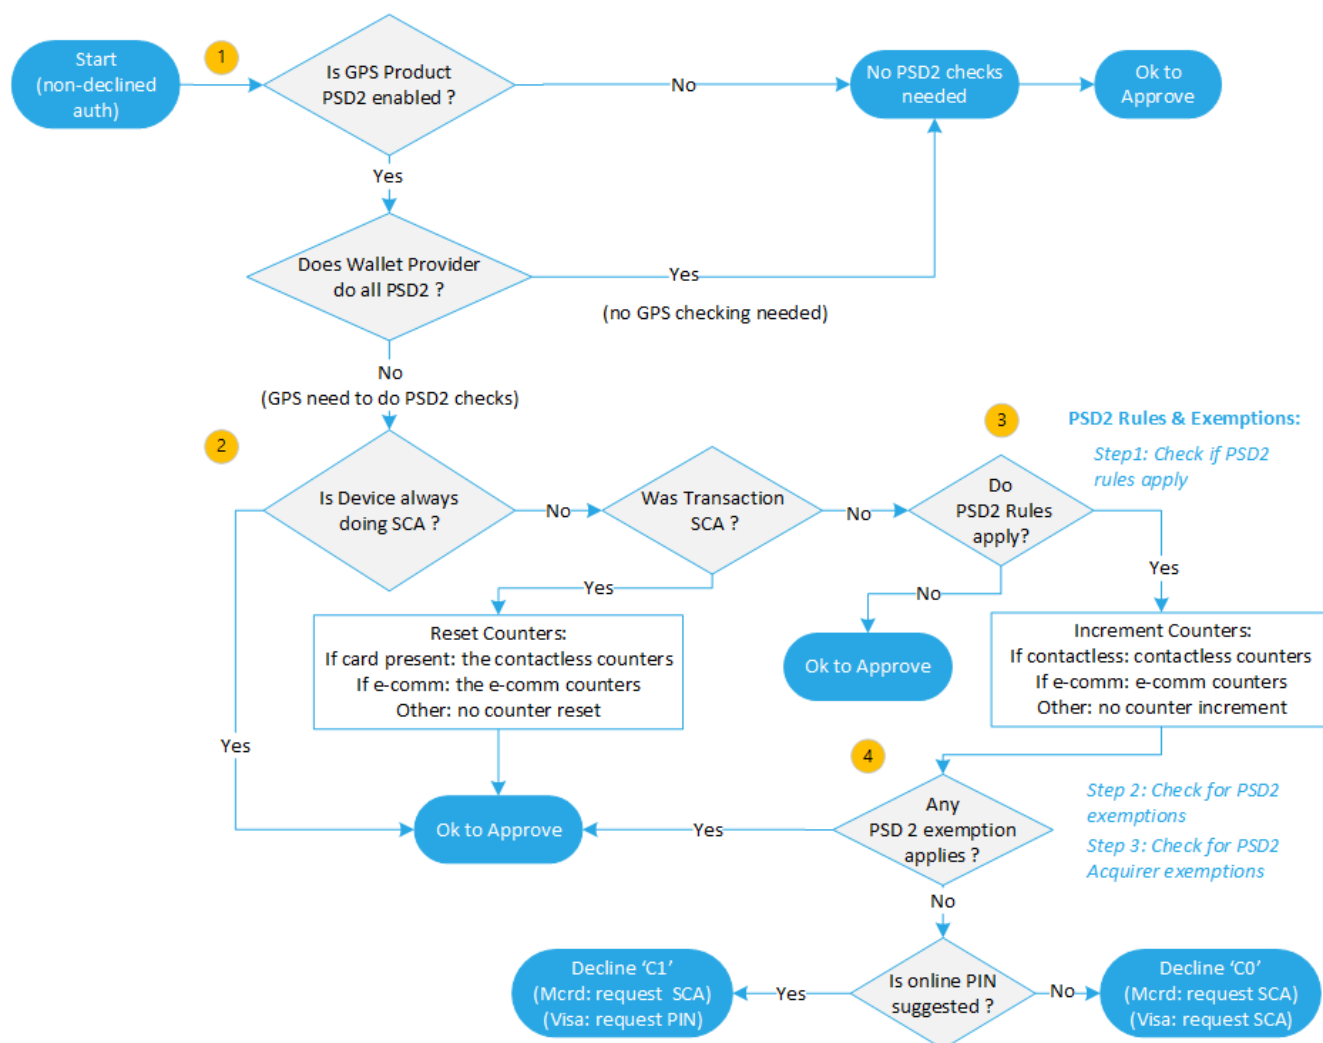 Start
(non-declined
auth)
1
Is GPS Product
PSD2 enabled ?
No
No PSD2 checks
needed
Ok to
Approve
Yes
Does Wallet Provider
do all PSD2 ?
Yes
(no GPS checking needed)
No
(GPS need to do PSD2 checks)
2
3
PSD2 Rules & Exemptions:
Step1: Check if PSD2
rules apply
Is Device always
doing SCA ?
No
Was Transaction
SCA ?
No
Do
PSD2 Rules
apply?
Yes
Yes
No
Reset Counters:
If card present: the contactless counters
If e-comm: the e-comm counters
Other: no counter reset
Ok to Approve
Increment Counters:
If contactless: contactless counters
If e-comm: e-comm counters
Other: no counter increment
Yes
4
Ok to Approve
Yes
Any
PSD 2 exemption
applies ?
Step 2: Check for PSD2
exemptions
Step 3: Check for PSD2
Acquirer exemptions
No
Decline ‘C1’
(Mcrd: request  SCA)
(Visa: request PIN)
Yes
Is online PIN
suggested ?
No
Decline ‘C0’
(Mcrd: request SCA)
(Visa: request SCA)